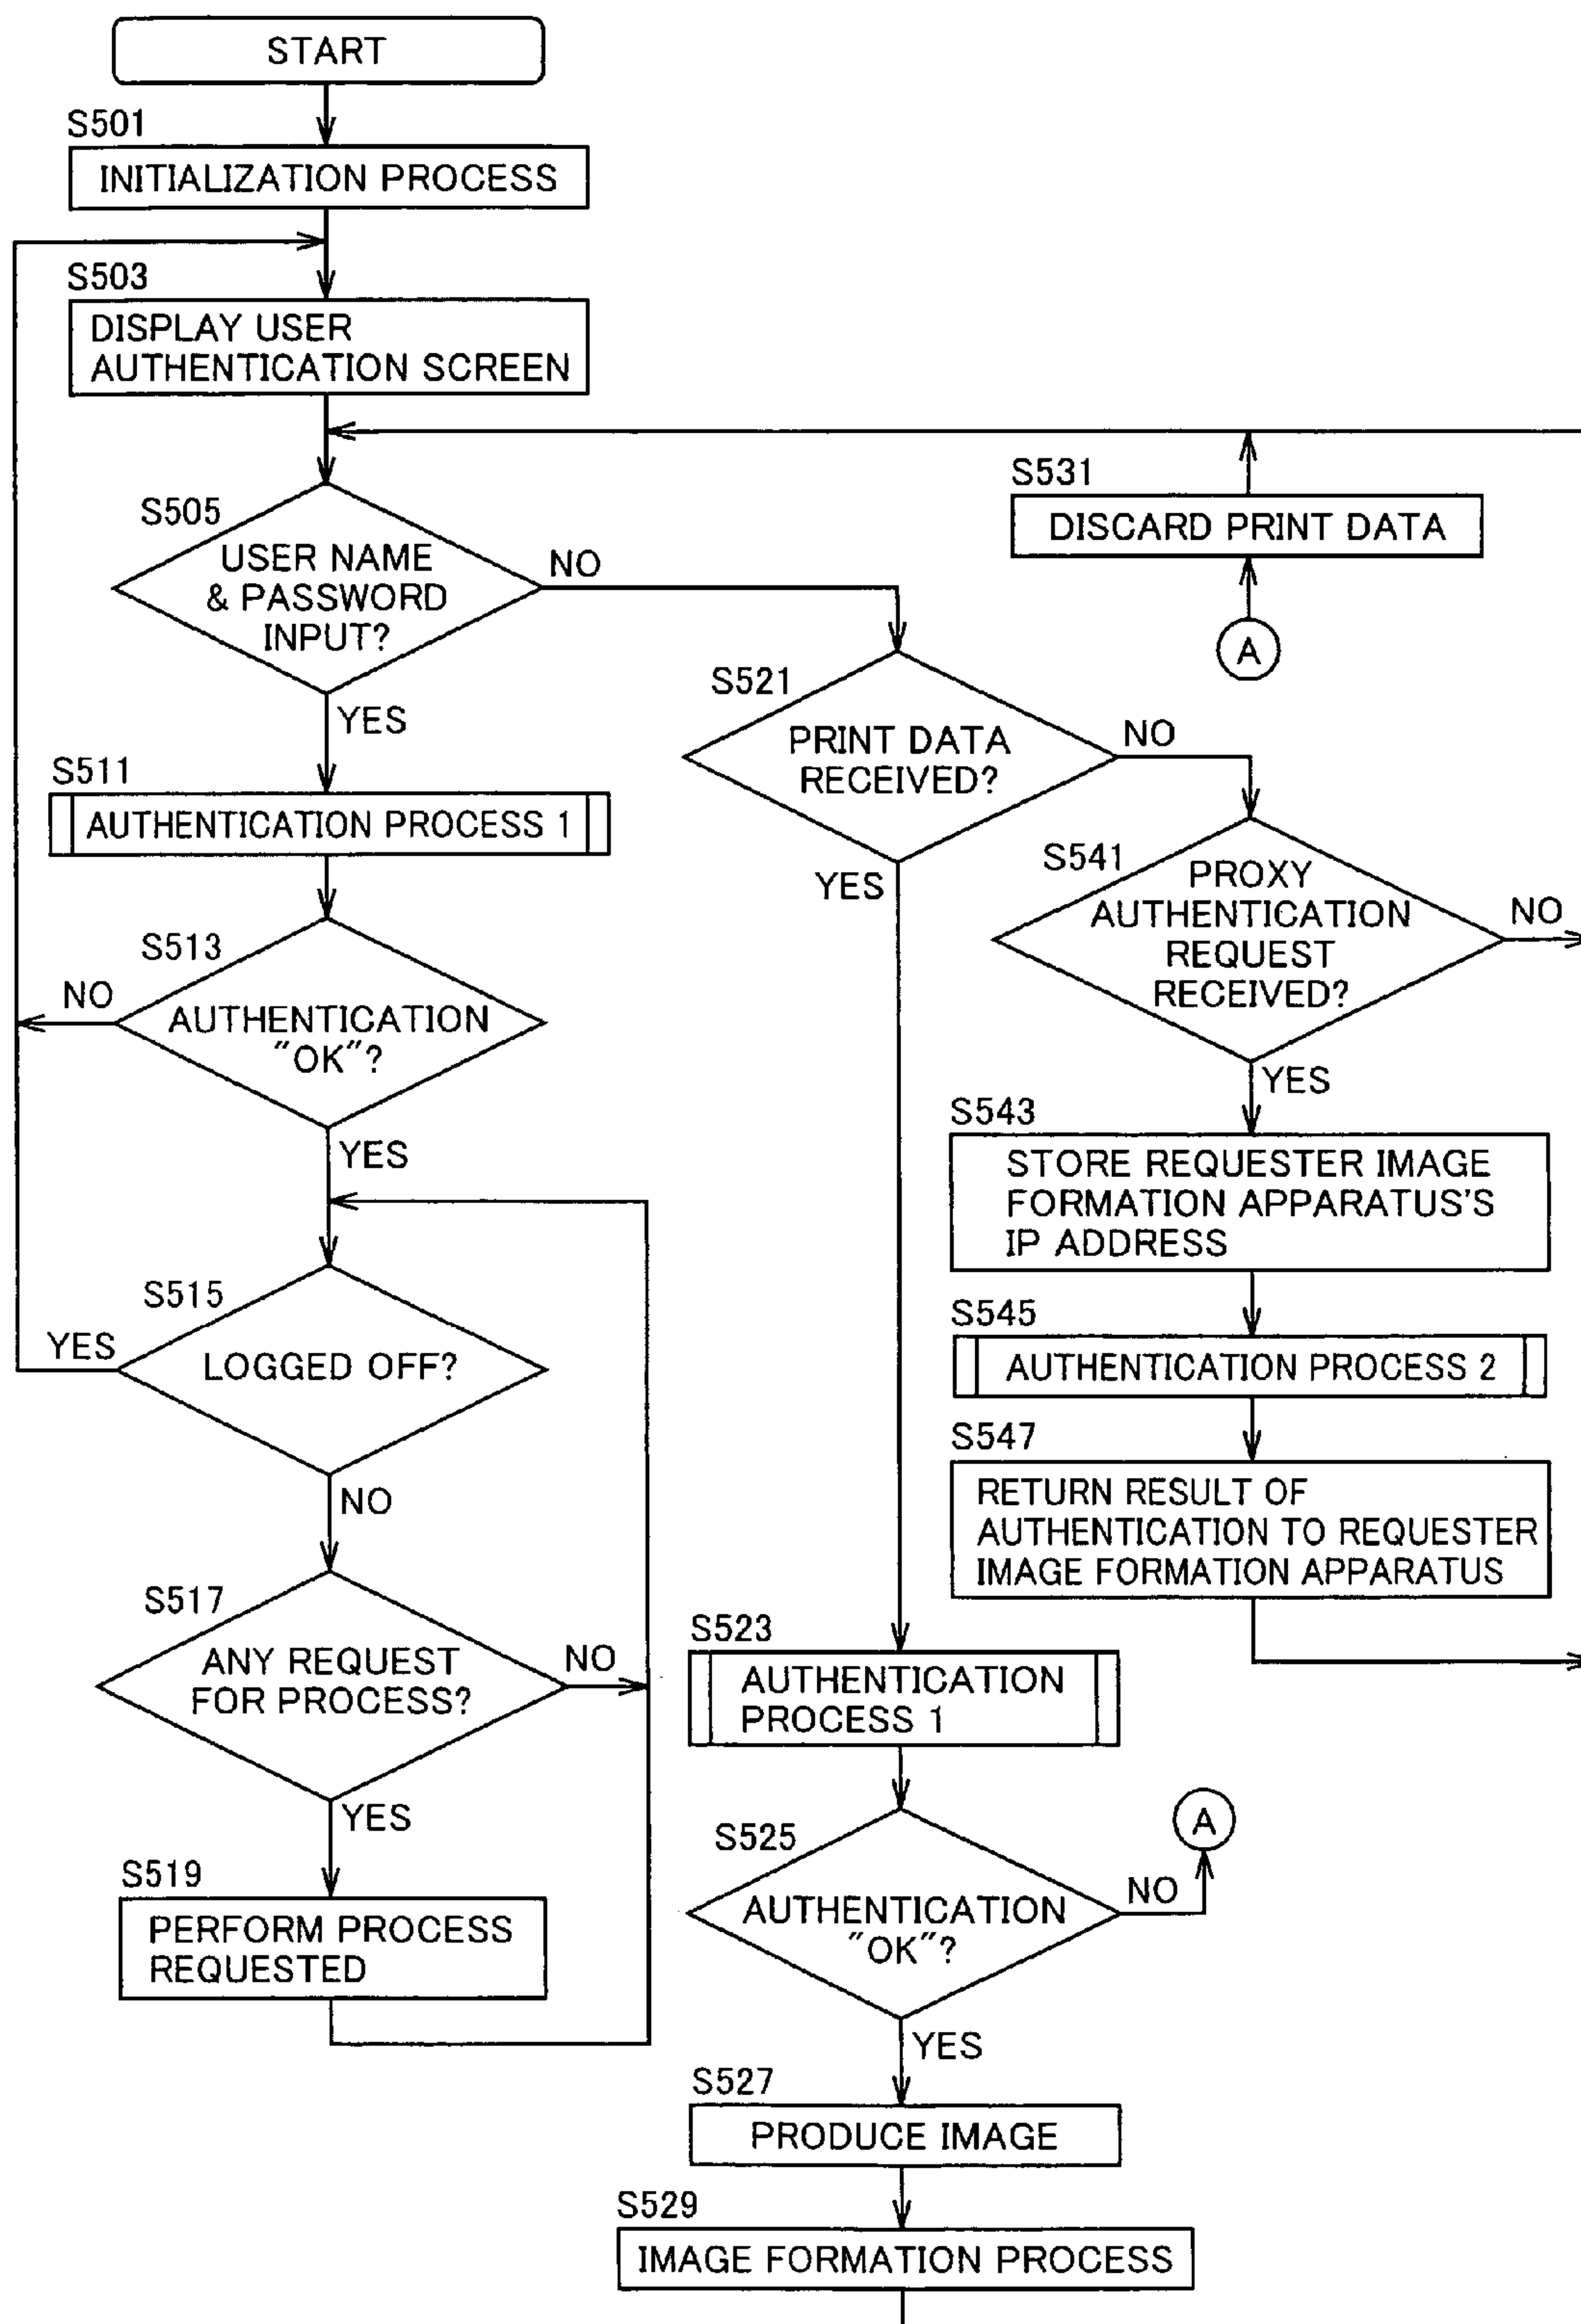 START
S501
INITIALIZATION PROCESS
S503
DISPLAY USER
AUTHENTICATION SCREEN
S505
USER NAME
& PASSWORD
INPUT?
NO
YES
S511
AUTHENTICATION PROCESS 1
S513
AUTHENTICATION
"OK"?
NO
YES
S515
LOGGED OFF?
YES
NO
S517
ANY REQUEST
FOR PROCESS?
NO
YES
S519
PERFORM PROCESS
REQUESTED
S521
PRINT DATA
RECEIVED?
NO
YES
S523
AUTHENTICATION
PROCESS 1
S525
AUTHENTICATION
"OK"?
NO
A
YES
S527
PRODUCE IMAGE
S529
IMAGE FORMATION PROCESS
S531
DISCARD PRINT DATA
A
S541
PROXY
AUTHENTICATION
REQUEST
RECEIVED?
NO
YES
S543
STORE REQUESTER IMAGE
FORMATION APPARATUS'S
IP ADDRESS
S545
AUTHENTICATION PROCESS 2
S547
RETURN RESULT OF
AUTHENTICATION TO REQUESTER
IMAGE FORMATION APPARATUS